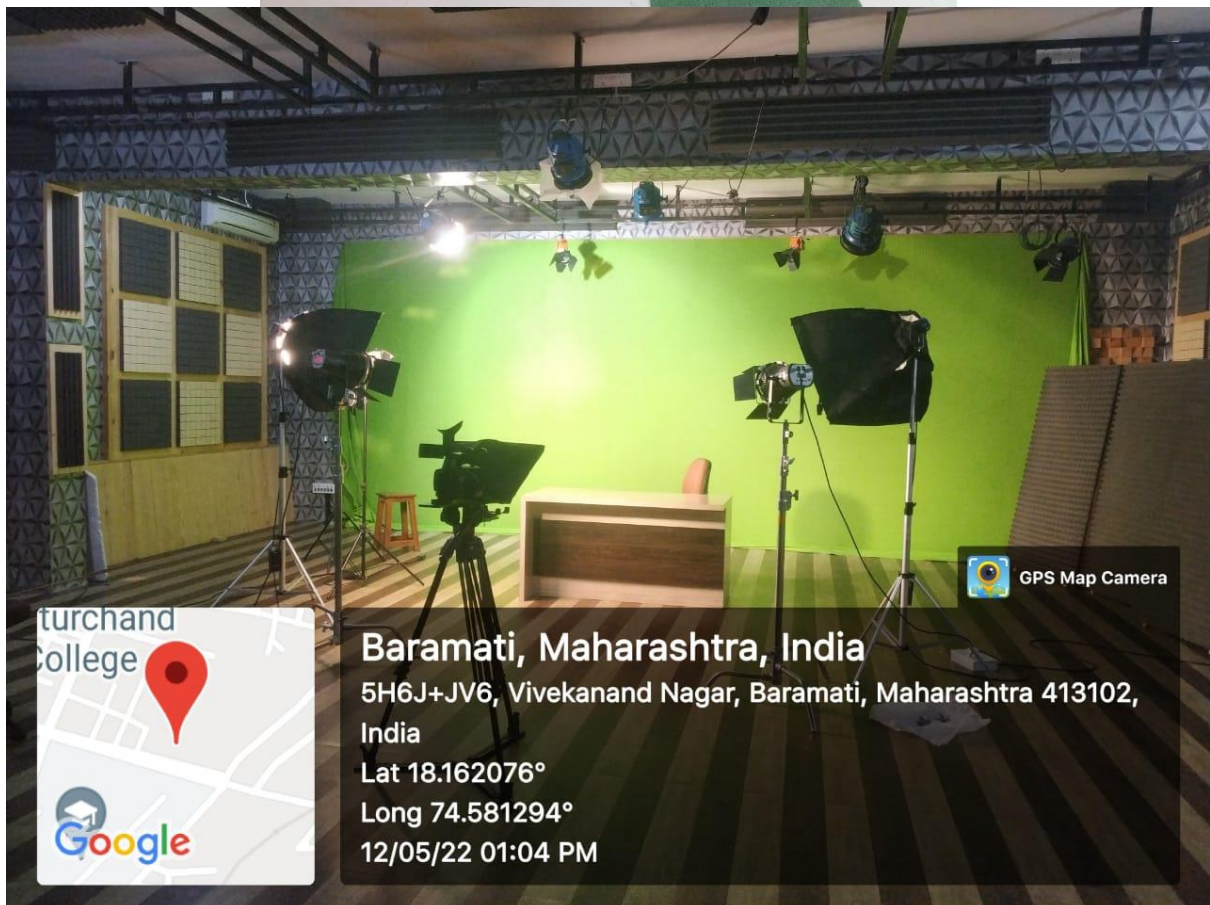 GPS Map Camera
turchand
College
Google
Baramati, Maharashtra, India
5H6J+JV6, Vivekanand Nagar, Baramati, Maharashtra 413102,
India
Lat 18.162076°
Long 74.581294°
12/05/22 01:04 PM